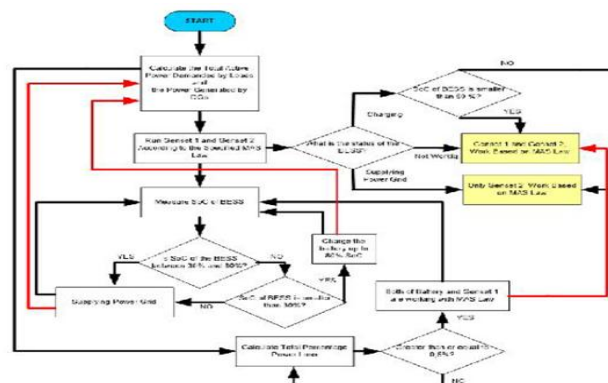 START
Calculate the Total Active
Power Demanded by Loads
and
the Power Generated by
DGs
SoC of BESS is smaller
than %?
NO
YES
Charging
Run Genset 1 and Genset 2
According to the Specified MAS
Law
What is the status of the
BESS?
Not Working
Genset 1 and Genset 2,
Work Based on MAS Law
Supplying
Power Grid
Only Genset 2 Work Based
on MAS Law
Measure SoC of BESS
Is SoC of the BESS
between 30% and 80%?
YES
NO
Charge the
battery up to
80% SoC
YES
Supplying Power Grid
NO
SoC of BESS is smaller
than 30%?
Both of Battery and Genset 1
are working with MAS Law
YES
Calculate Total Percentage
Power Loss
Greater than or equal to
0,5%?
NO